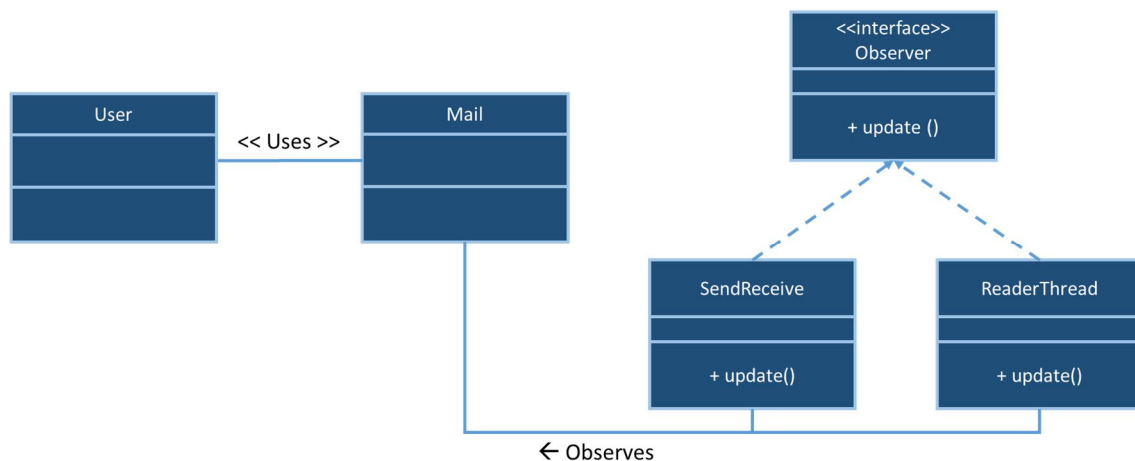 <<interface>>
Observer
+ update ()
User
<< Uses >>
Mail
SendReceive
+ update()
ReaderThread
+ update()
← Observes